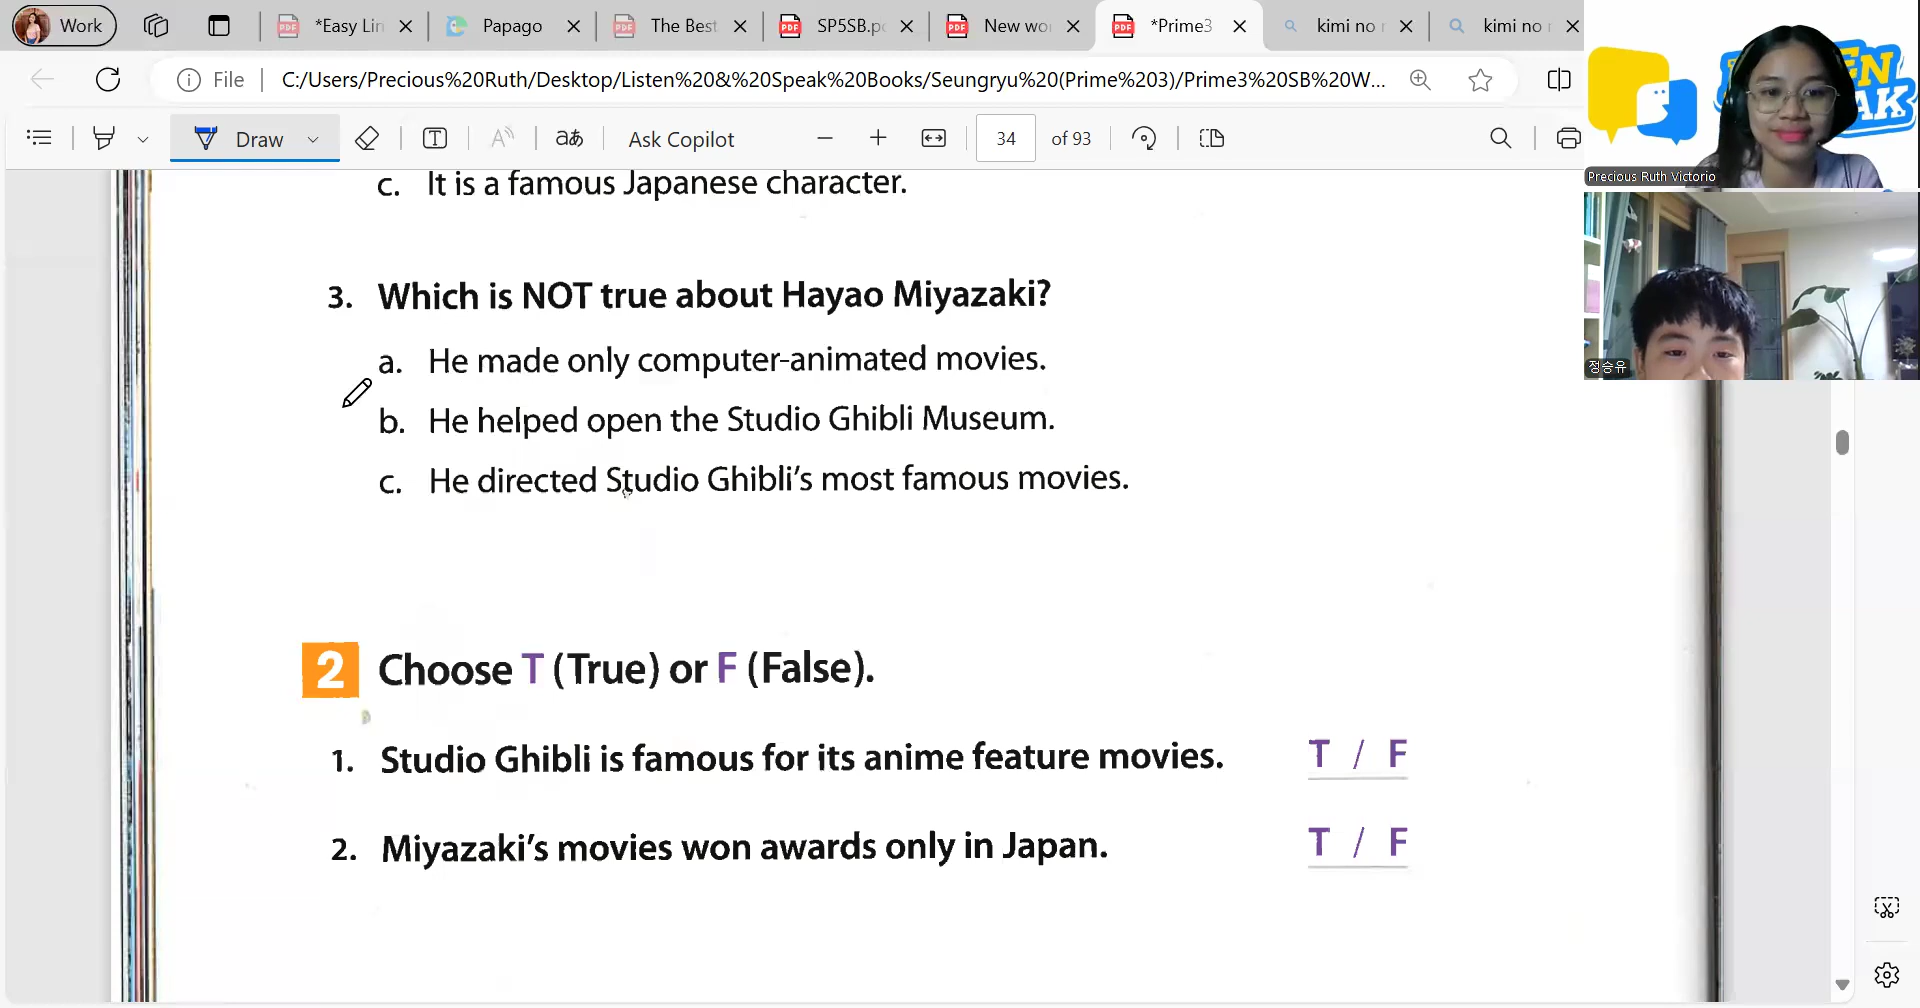 Work
*Easy Lin
Papago
The Best
SP5SB.p
New wo
*Prime3
kimi no
kimi no
File
C:/Users/Precious%20Ruth/Desktop/Listen%20&%20Speak%20Books/Seungryu%20(Prime%203)/Prime3%20SB%20W...
Draw
T
A
aあ
Ask Copilot
34
of 93
c. It is a famous Japanese character.
3. Which is NOT true about Hayao Miyazaki?
a. He made only computer-animated movies.
b. He helped open the Studio Ghibli Museum.
c. He directed Studio Ghibli's most famous movies.
2 Choose T (True) or F (False).
1. Studio Ghibli is famous for its anime feature movies. T / F
2. Miyazaki's movies won awards only in Japan. T / F
Precious Ruth Victorio
정승유